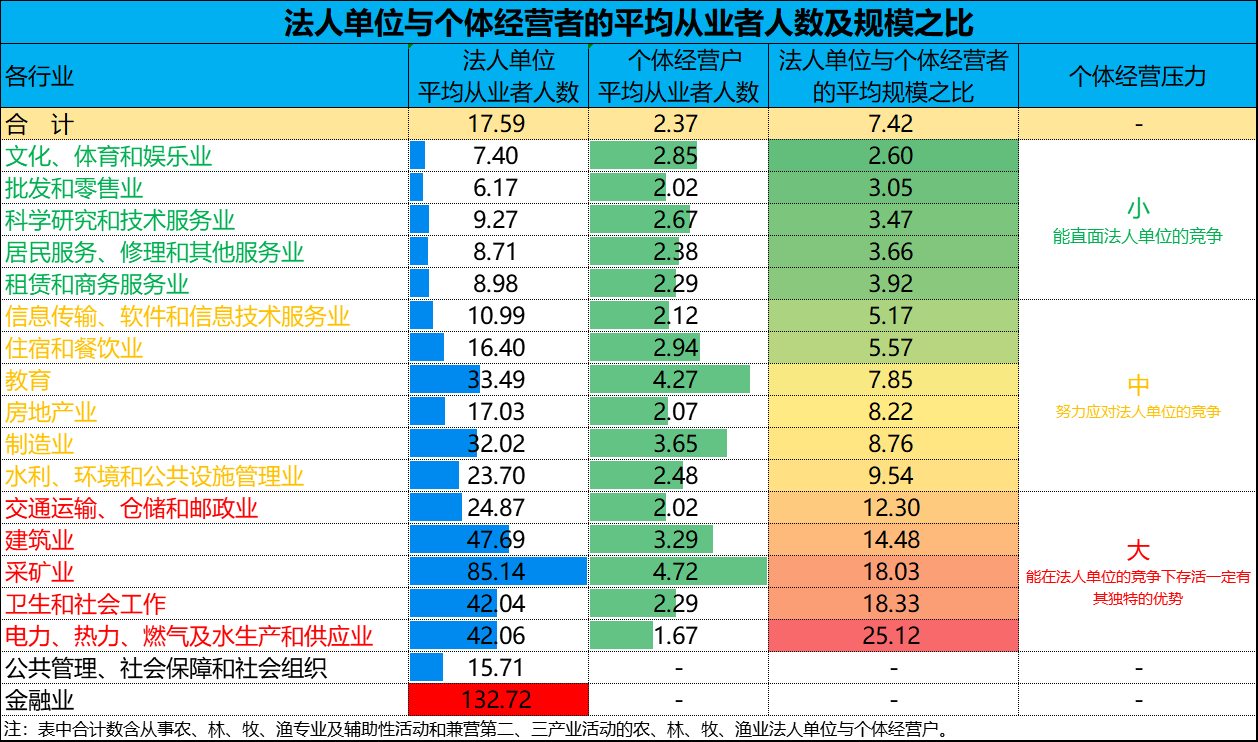 法人单位与个体经营者的平均从业者人数及规模之比
各行业 法人单位 平均从业者人数 个体经营户 平均从业者人数 法人单位与个体经营者 的平均规模之比 个体经营压力
合 计 17.59 2.37 7.42 -
文化、体育和娱乐业 7.40 2.85 2.60
批发和零售业 6.17 2.02 3.05
科学研究和技术服务业 9.27 2.67 3.47
小
能直面法人单位的竞争
居民服务、修理和其他服务业 8.71 2.38 3.66
租赁和商务服务业 8.98 2.29 3.92
信息传输、软件和信息技术服务业 10.99 2.12 5.17
住宿和餐饮业 16.40 2.94 5.57
教育 33.49 4.27 7.85
中
努力应对法人单位的竞争
房地产业 17.03 2.07 8.22
制造业 32.02 3.65 8.76
水利、环境和公共设施管理业 23.70 2.48 9.54
交通运输、仓储和邮政业 24.87 2.02 12.30
建筑业 47.69 3.29 14.48
大
能在法人单位的竞争下存活一定有
其独特的优势
采矿业 85.14 4.72 18.03
卫生和社会工作 42.04 2.29 18.33
电力、热力、燃气及水生产和供应业 42.06 1.67 25.12
公共管理、社会保障和社会组织 15.71 - - -
金融业 132.72 - - -
注：表中合计数含从事农、林、牧、渔专业及辅助性活动和兼营第二、三产业活动的农、林、牧、渔业法人单位与个体经营户。